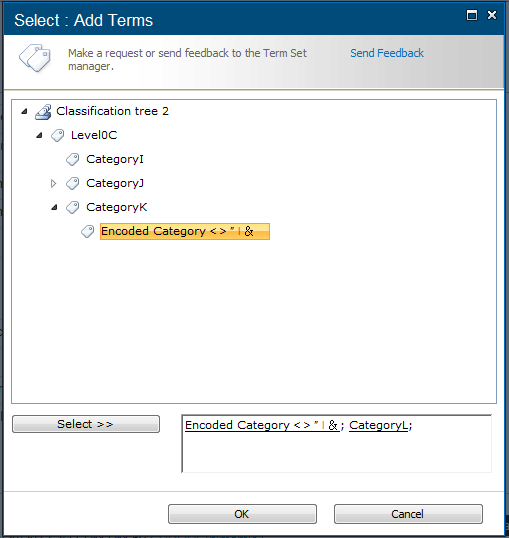 Select : Add Terms
Make a request or send feedback to the Term Set
manager.
Send Feedback
Classification tree 2
Level0C
CategoryI
CategoryJ
CategoryK
Encoded Category < > " | &
Select >>
Encoded Category < > " | & ; CategoryL;
OK
Cancel